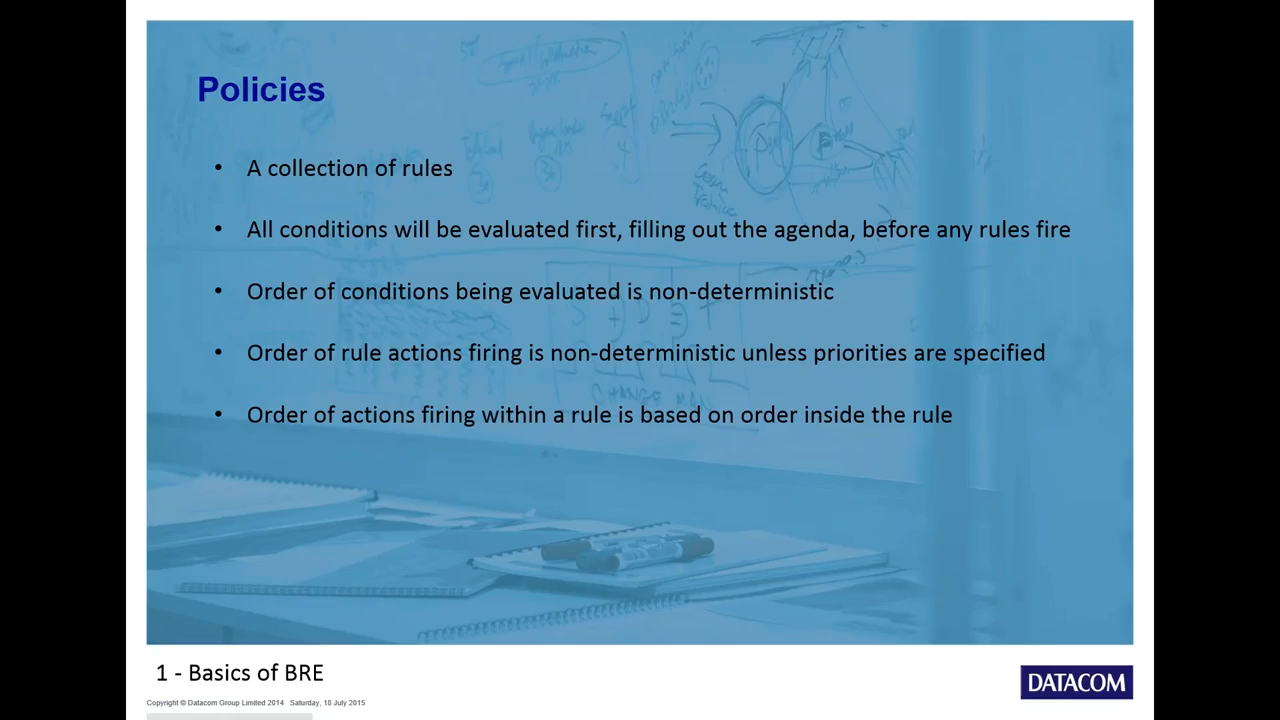 Policies
• A collection of rules
• All conditions will be evaluated first, filling out the agenda, before any rules fire
• Order of conditions being evaluated is non-deterministic
• Order of rule actions firing is non-deterministic unless priorities are specified
• Order of actions firing within a rule is based on order inside the rule
1 - Basics of BRE
DATACOM
Copyright © Datacom Group Limited 2014 Saturday, 18 July 2015